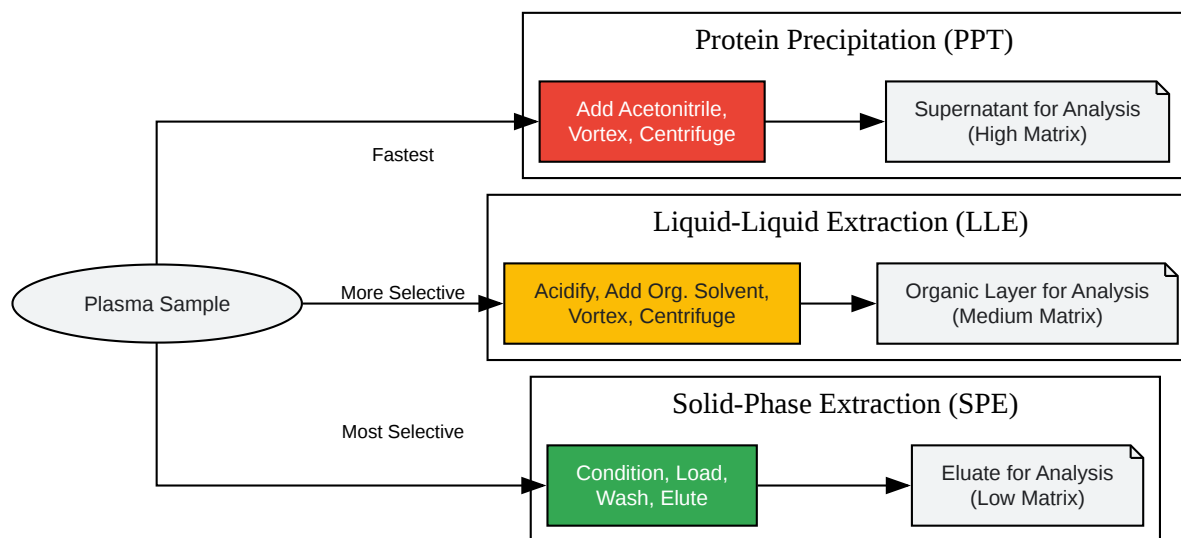 Protein Precipitation (PPT)
Add Acetonitrile,
Vortex, Centrifuge
Supernatant for Analysis
(High Matrix)
Fastest
Liquid-Liquid Extraction (LLE)
Plasma Sample
More Selective
Acidify, Add Org. Solvent,
Vortex, Centrifuge
Organic Layer for Analysis
(Medium Matrix)
Solid-Phase Extraction (SPE)
Most Selective
Condition, Load,
Wash, Elute
Eluate for Analysis
(Low Matrix)